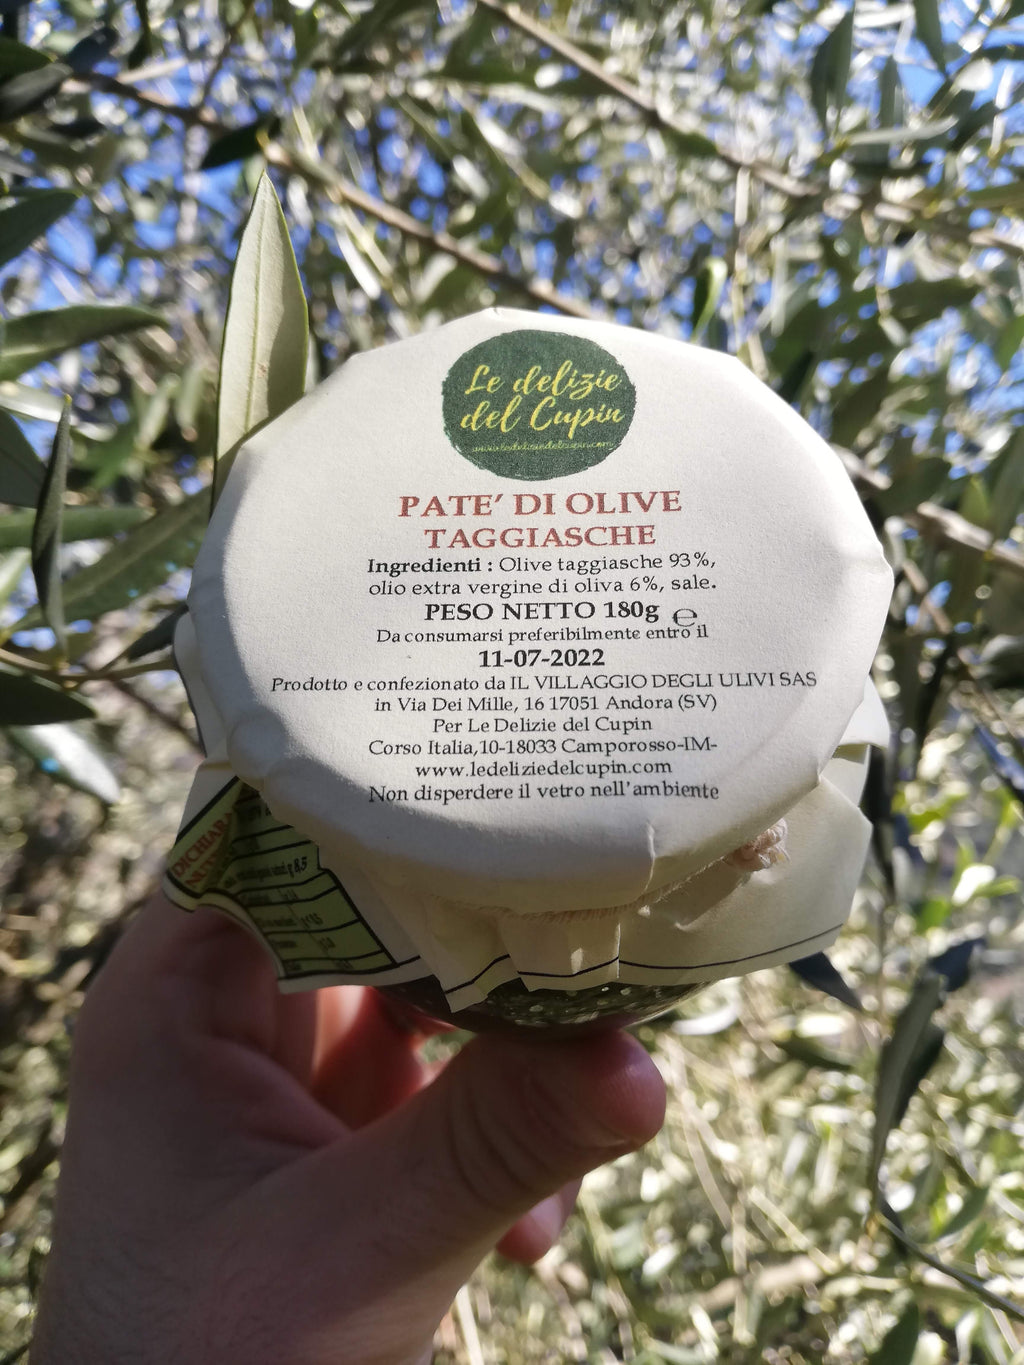 Le delizie
del Cupin
www.ledeliziedelcupin.com
PATE' DI OLIVE
TAGGIASCHE
Ingredienti : Olive taggiasche 93%,
olio extra vergine di oliva 6%, sale.
PESO NETTO 180g ℮
Da consumarsi preferibilmente entro il
11-07-2022
Prodotto e confezionato da IL VILLAGGIO DEGLI ULIVI SAS
in Via Dei Mille, 16 17051 Andora (SV)
Per Le Delizie del Cupin
Corso Italia,10-18033 Camporosso-IM-
www.ledeliziedelcupin.com
Non disperdere il vetro nell'ambiente